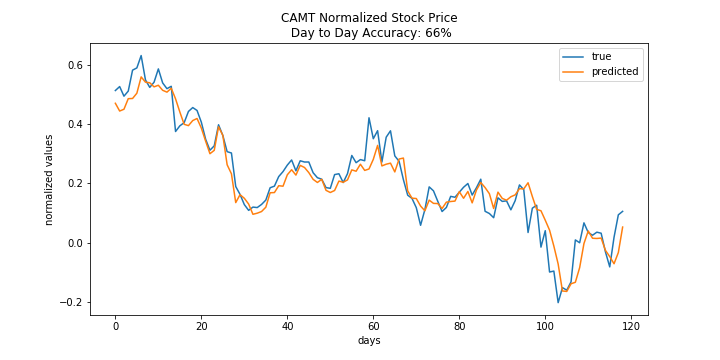 CAMT Normalized Stock Price
Day to Day Accuracy: 66%
true
predicted
normalized values
0.6
0.4
0.2
0.0
−0.2
0
20
40
60
80
100
120
days